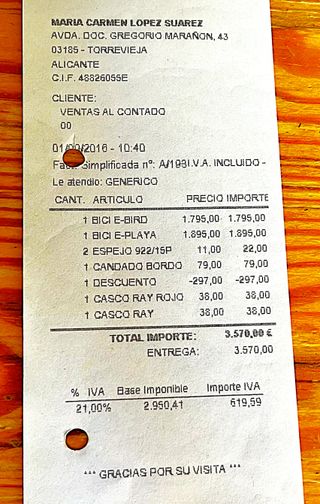 MARIA CARMEN LOPEZ SUAREZ
AVDA. DOC. GREGORIO MARAÑON, 43
03185 - TORREVIEJA
ALICANTE
C.I.F. 48826055E
CLIENTE:
VENTAS AL CONTADO
00
2016 - 10:40
Simplificada nº: A/193I.V.A. INCLUIDO -
Le atendio: GENERICO
CANT. ARTICULO PRECIO IMPORTE
1 BICI E-BIRD 1.795,00 1.795,00
1 BICI E-PLAYA 1.895,00 1.895,00
2 ESPEJO 922/15P 11,00 22,00
1 CANDADO BORDO 79,00 79,00
1 DESCUENTO -297,00 -297,00
1 CASCO RAY ROJO 38,00 38,00
1 CASCO RAY 38,00 38,00
TOTAL IMPORTE: 3.570,00 €
ENTREGA: 3.570,00
% IVA Base Imponible Importe IVA
21,00% 2.950,41 619,59
*** GRACIAS POR SU VISITA ***